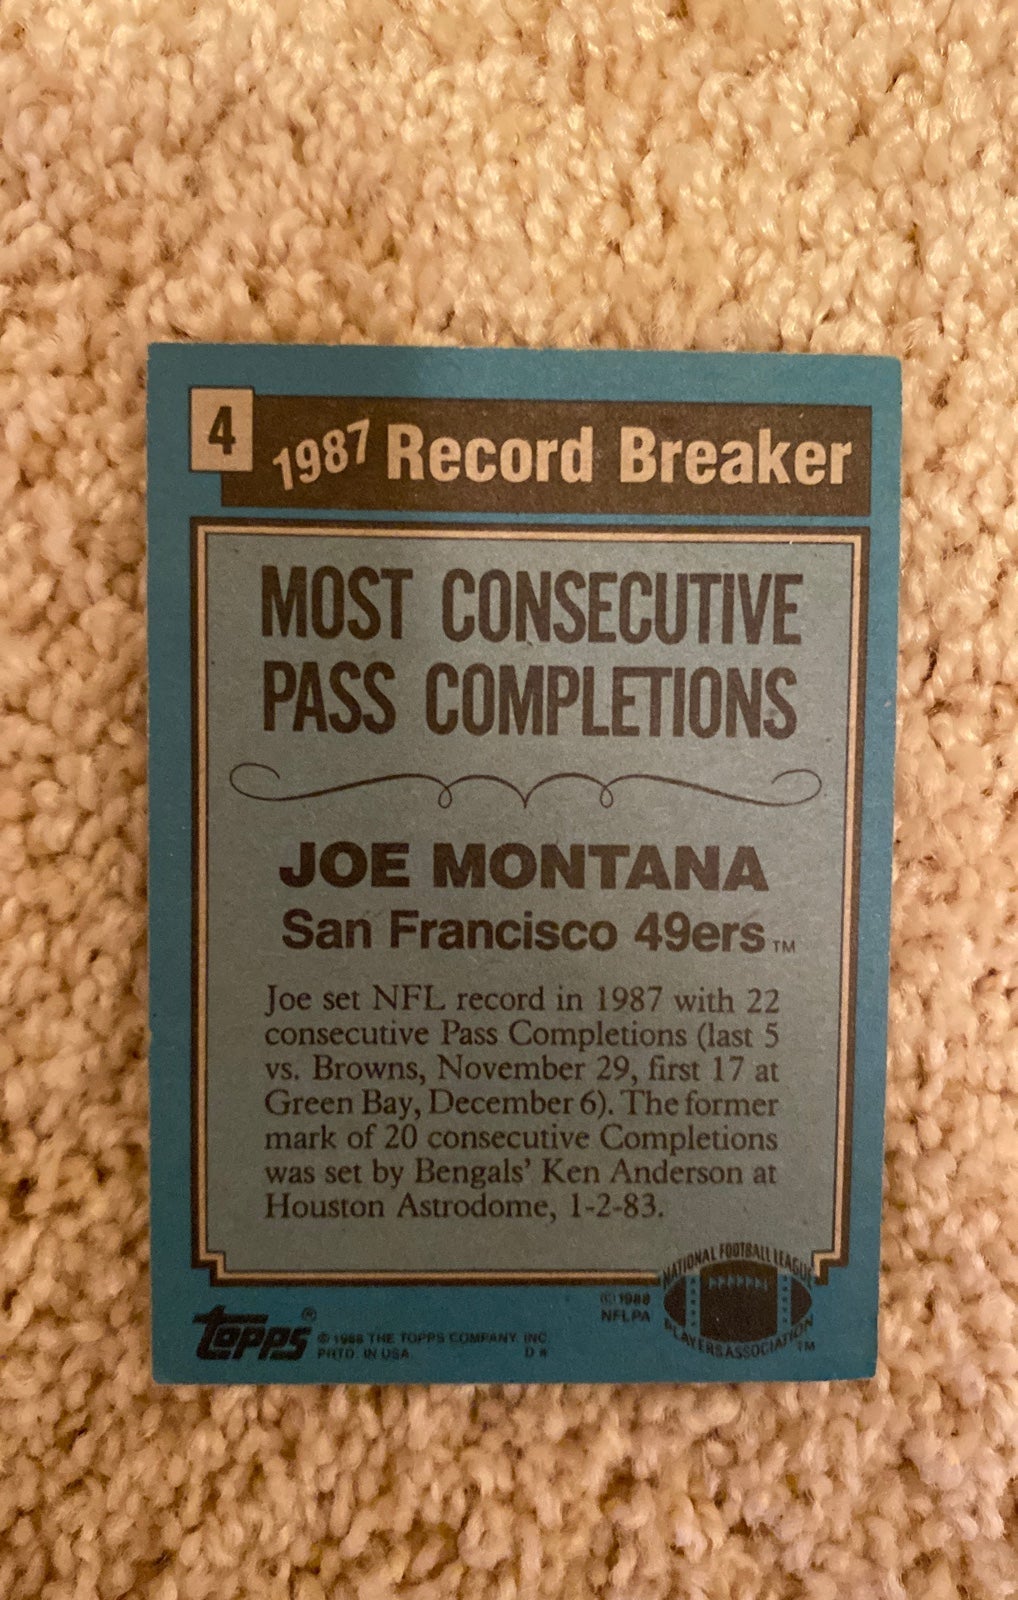 4
1987 Record Breaker
MOST CONSECUTIVE
PASS COMPLETIONS
JOE MONTANA
San Francisco 49ers™
Joe set NFL record in 1987 with 22
consecutive Pass Completions (last 5
vs. Browns, November 29, first 17 at
Green Bay, December 6). The former
mark of 20 consecutive Completions
was set by Bengals' Ken Anderson at
Houston Astrodome, 1-2-83.
topps®
© 1988 THE TOPPS COMPANY, INC.
PRTD. IN USA.
D*
© 1988
NFLPA
NATIONAL FOOTBALL LEAGUE
PLAYERS ASSOCIATION™